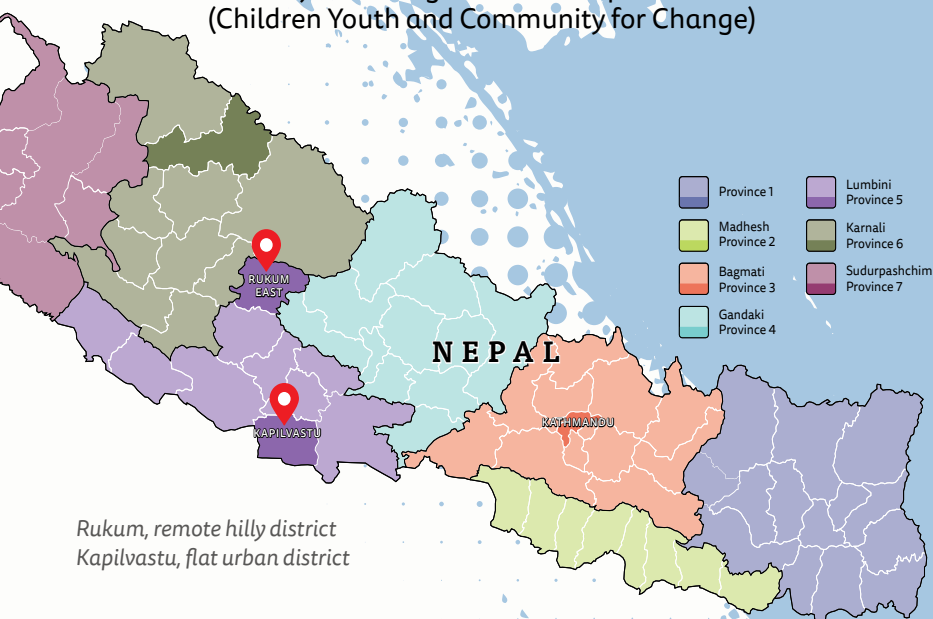 (Children Youth and Community for Change)
Province 1
Madhesh
Province 2
Bagmati
Province 3
Gandaki
Province 4
Lumbini
Province 5
Karnali
Province 6
Sudurpashchim
Province 7
RUKUM
EAST
NEPAL
KAPILVASTU
KATHMANDU
Rukum, remote hilly district
Kapilvastu, flat urban district